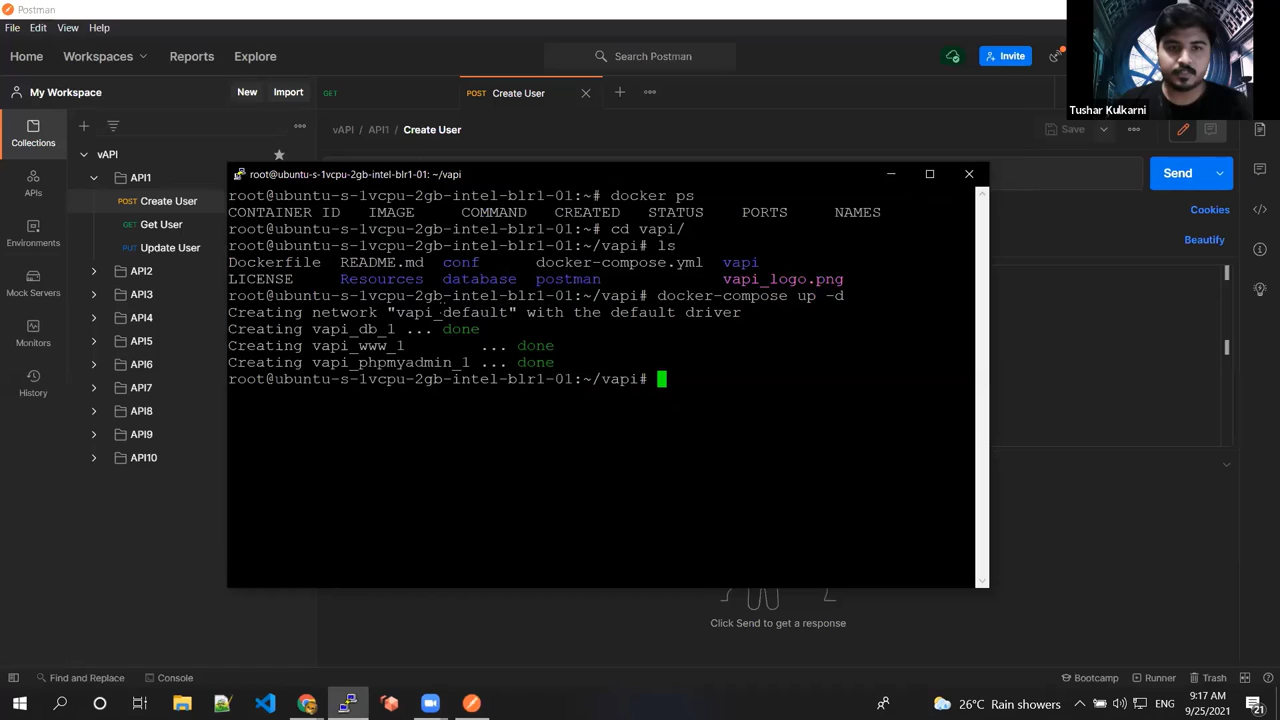 Postman
File Edit View Help
Home Workspaces Reports Explore
Search Postman
Invite
Tushar Kulkarni
My Workspace
New Import
GET
POST Create User
Collections
APIs
Environments
Mock Servers
Monitors
History
vAPI
API1
POST Create User
GET Get User
PUT Update User
API2
API3
API4
API5
API6
API7
API8
API9
API10
vAPI / API1 / Create User
Save
Send
Cookies
Beautify
root@ubuntu-s-1vcpu-2gb-intel-blr1-01: ~/vapi
root@ubuntu-s-1vcpu-2gb-intel-blr1-01:~# docker ps
CONTAINER ID IMAGE COMMAND CREATED STATUS PORTS NAMES
root@ubuntu-s-1vcpu-2gb-intel-blr1-01:~# cd vapi/
root@ubuntu-s-1vcpu-2gb-intel-blr1-01:~/vapi# ls
Dockerfile README.md conf docker-compose.yml vapi
LICENSE Resources database postman vapi_logo.png
root@ubuntu-s-1vcpu-2gb-intel-blr1-01:~/vapi# docker-compose up -d
Creating network "vapi_default" with the default driver
Creating vapi_db_1 ... done
Creating vapi_www_1 ... done
Creating vapi_phpmyadmin_1 ... done
root@ubuntu-s-1vcpu-2gb-intel-blr1-01:~/vapi#
Click Send to get a response
Find and Replace Console
Bootcamp Runner Trash
26°C Rain showers
ENG
9:17 AM
9/25/2021
21